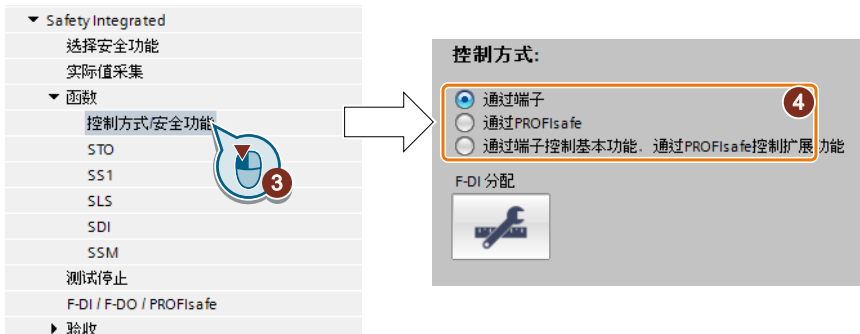 Safety Integrated
选择安全功能
实际值采集
函数
控制方式/安全功能
STO
SS1
SLS
SDI
SSM
测试停止
F-DI / F-DO / PROFIsafe
验收
3
控制方式:
通过端子
通过PROFIsafe
通过端子控制基本功能，通过PROFIsafe控制扩展功能
4
F-DI 分配